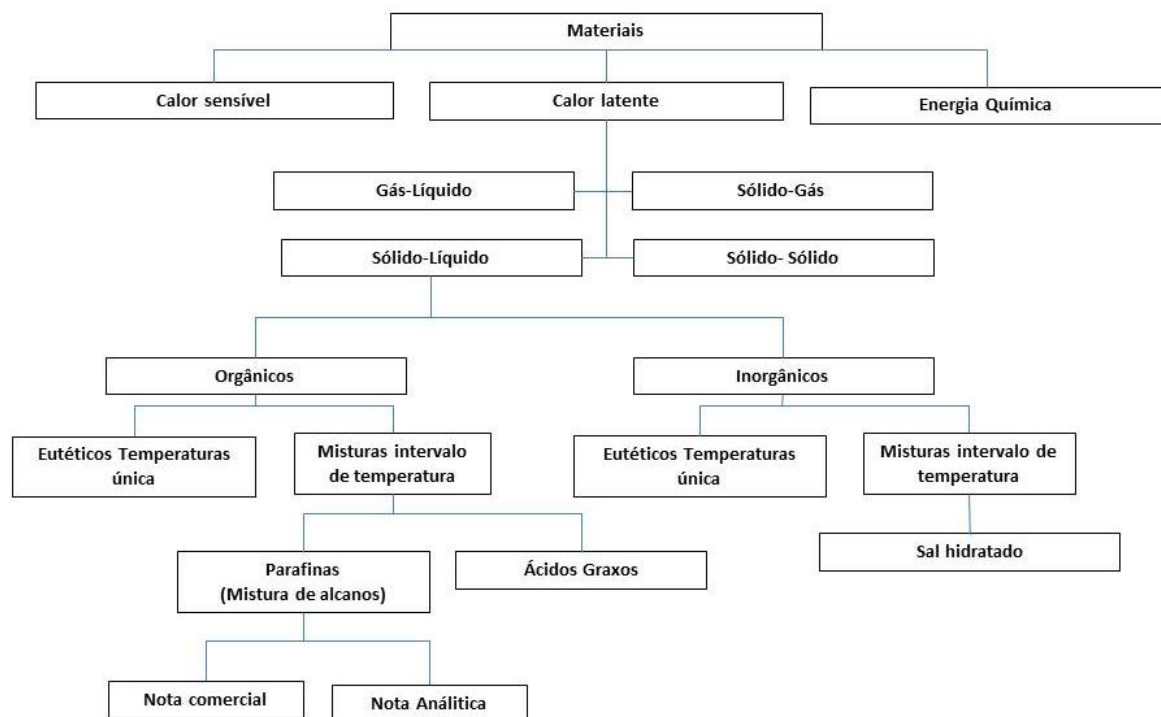 Materiais
Calor sensível
Calor latente
Energia Química
Gás-Líquido
Sólido-Gás
Sólido-Líquido
Sólido- Sólido
Orgânicos
Inorgânicos
Eutéticos Temperaturas
única
Misturas intervalo
de temperatura
Eutéticos Temperaturas
única
Misturas intervalo de
temperatura
Parafinas
(Mistura de alcanos)
Ácidos Graxos
Sal hidratado
Nota comercial
Nota Análitica